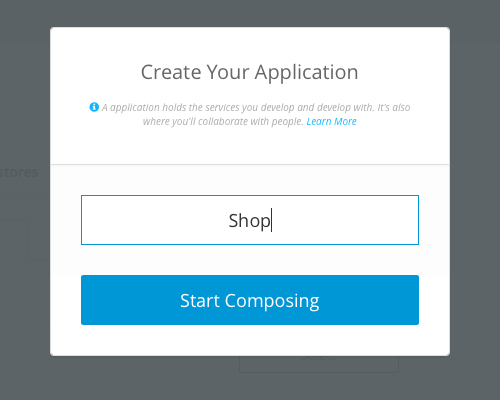 Create Your Application
A application holds the services you develop and develop with. It's also
where you'll collaborate with people. Learn More
stores
Shop
Start Composing